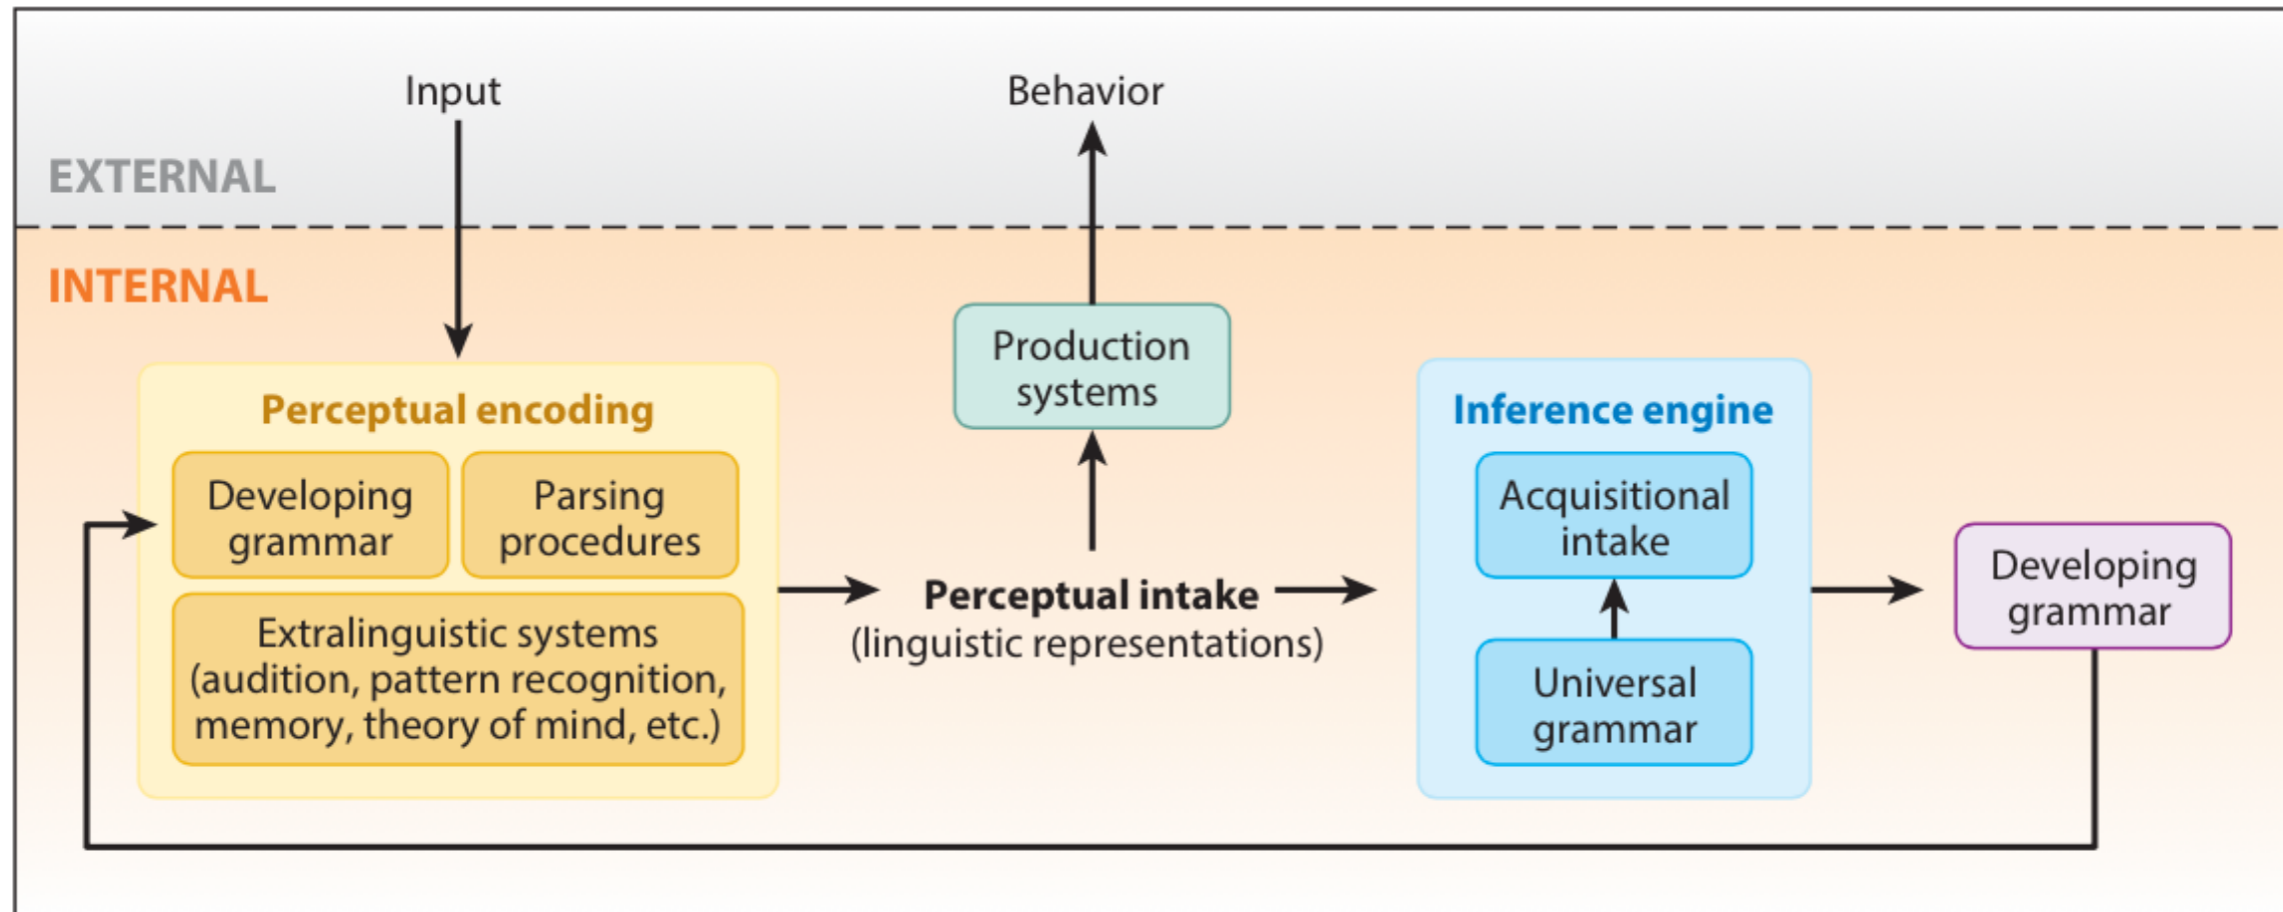 Input
Behavior
EXTERNAL
INTERNAL
Perceptual encoding
Developing
grammar
Parsing
procedures
Extralinguistic systems
(audition, pattern recognition,
memory, theory of mind, etc.)
Production
systems
Perceptual intake
(linguistic representations)
Inference engine
Acquisitional
intake
Universal
grammar
Developing
grammar